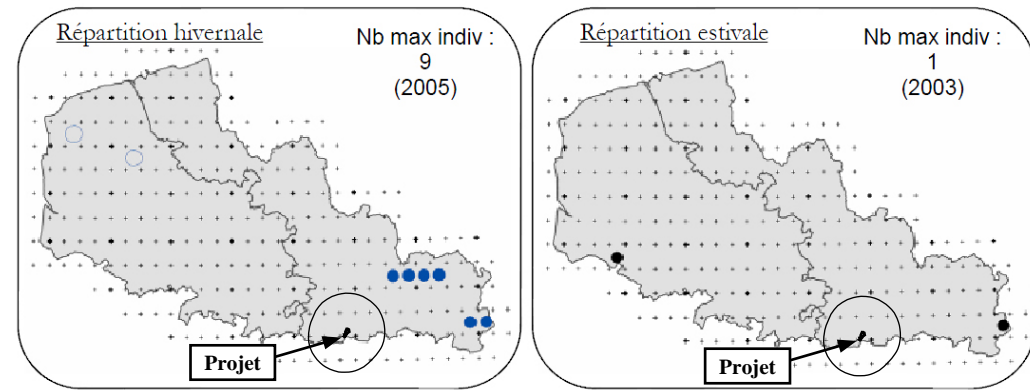 Répartition hivernale
Nb max indiv :
9
(2005)
Projet
Répartition estivale
Nb max indiv :
1
(2003)
Projet